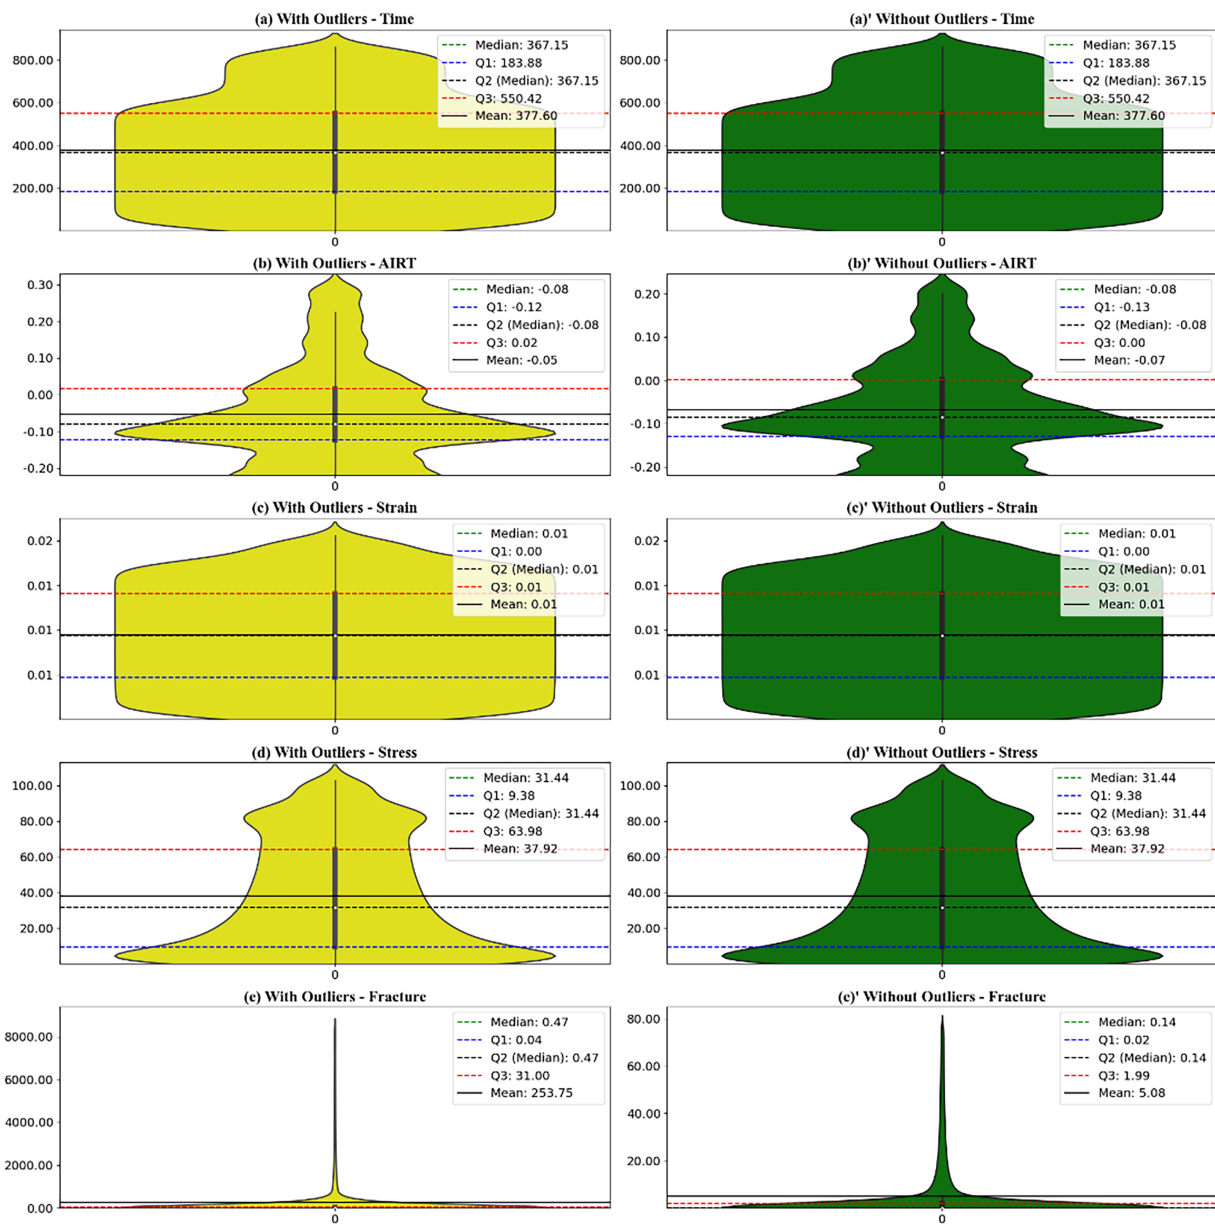 (a) With Outliers - Time
800.00
600.00
400.00
200.00
0
Median: 367.15
Q1: 183.88
Q2 (Median): 367.15
Q3: 550.42
Mean: 377.60
(a)' Without Outliers - Time
800.00
600.00
400.00
200.00
0
Median: 367.15
Q1: 183.88
Q2 (Median): 367.15
Q3: 550.42
Mean: 377.60
(b) With Outliers - AIRT
0.30
0.20
0.10
0.00
-0.10
-0.20
0
Median: -0.08
Q1: -0.12
Q2 (Median): -0.08
Q3: 0.02
Mean: -0.05
(b)' Without Outliers - AIRT
0.20
0.10
0.00
-0.10
-0.20
0
Median: -0.08
Q1: -0.13
Q2 (Median): -0.08
Q3: 0.00
Mean: -0.07
(c) With Outliers - Strain
0.02
0.01
0.01
0.01
0
Median: 0.01
Q1: 0.00
Q2 (Median): 0.01
Q3: 0.01
Mean: 0.01
(c)' Without Outliers - Strain
0.02
0.01
0.01
0.01
0
Median: 0.01
Q1: 0.00
Q2 (Median): 0.01
Q3: 0.01
Mean: 0.01
(d) With Outliers - Stress
100.00
80.00
60.00
40.00
20.00
0
Median: 31.44
Q1: 9.38
Q2 (Median): 31.44
Q3: 63.98
Mean: 37.92
(d)' Without Outliers - Stress
100.00
80.00
60.00
40.00
20.00
0
Median: 31.44
Q1: 9.38
Q2 (Median): 31.44
Q3: 63.98
Mean: 37.92
(e) With Outliers - Fracture
8000.00
6000.00
4000.00
2000.00
0.00
0
Median: 0.47
Q1: 0.04
Q2 (Median): 0.47
Q3: 31.00
Mean: 253.75
(e)' Without Outliers - Fracture
80.00
60.00
40.00
20.00
0
Median: 0.14
Q1: 0.02
Q2 (Median): 0.14
Q3: 1.99
Mean: 5.08